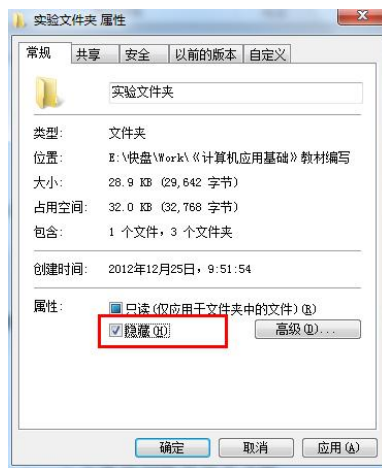 实验文件夹 属性
常规 共享 安全 以前的版本 自定义
实验文件夹
类型: 文件夹
位置: E:\快盘\Work\《计算机应用基础》教材编写
大小: 28.9 KB (29,642 字节)
占用空间: 32.0 KB (32,768 字节)
包含: 1 个文件，3 个文件夹
创建时间: 2012年12月25日，9:51:54
属性: 只读(仅应用于文件夹中的文件)(R)
隐藏(H) 高级(D)...
确定 取消 应用(A)